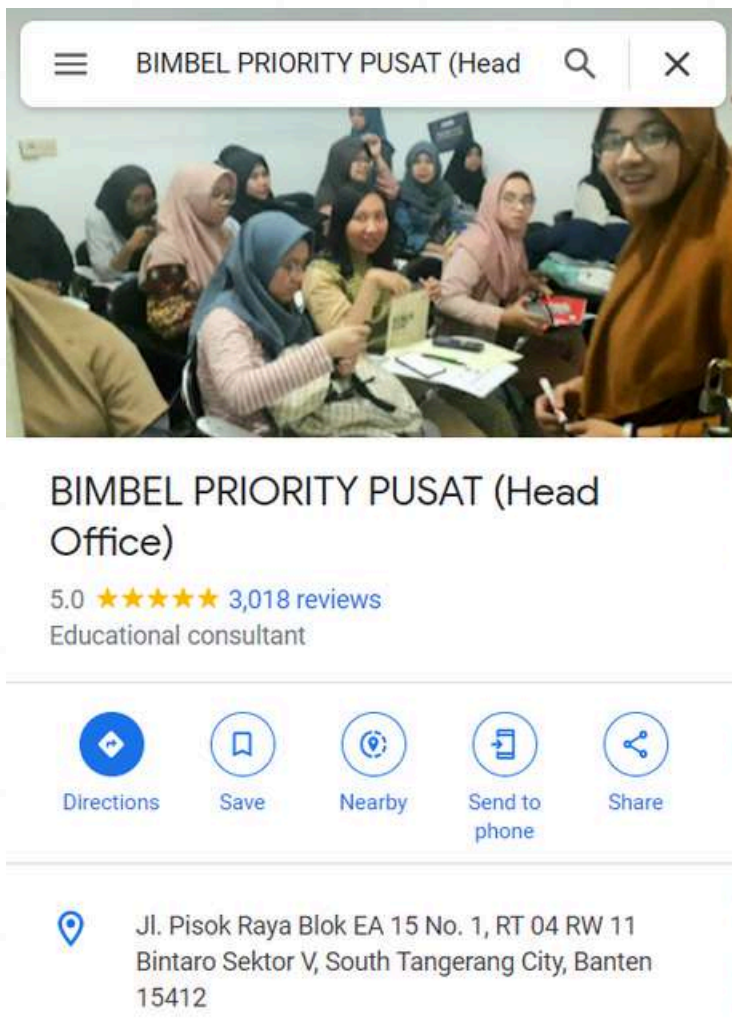 BIMBEL PRIORITY PUSAT (Head
BIMBEL PRIORITY PUSAT (Head
Office)
5.0 ★★★★★ 3,018 reviews
Educational consultant
Directions
Save
Nearby
Send to
phone
Share
Jl. Pisok Raya Blok EA 15 No. 1, RT 04 RW 11
Bintaro Sektor V, South Tangerang City, Banten
15412